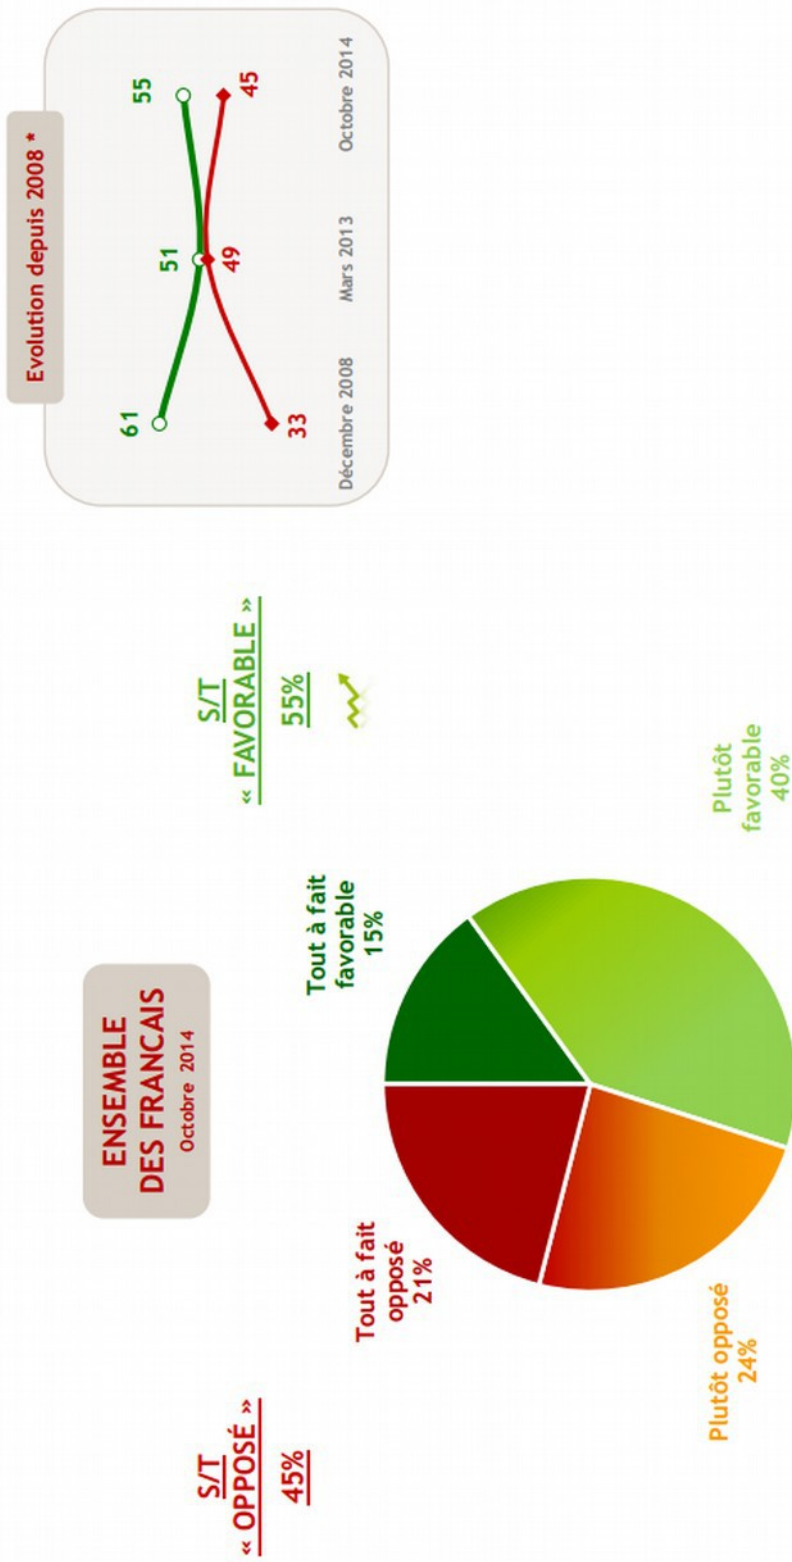 ENSEMBLE
DES FRANCAIS
Octobre 2014
Evolution depuis 2008 *
61
51
55
33
49
45
Décembre 2008
Mars 2013
Octobre 2014
S/T
« OPPOSÉ »
45%
S/T
« FAVORABLE »
55%
Tout à fait
opposé
21%
Tout à fait
favorable
15%
Plutôt opposé
24%
Plutôt
favorable
40%